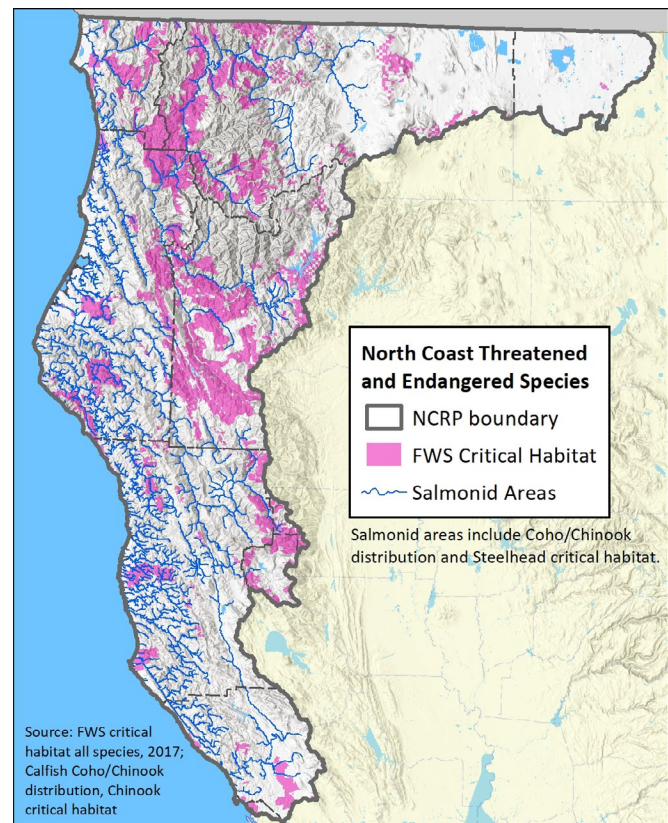 North Coast Threatened
and Endangered Species
NCRP boundary
FWS Critical Habitat
Salmonid Areas
Salmonid areas include Coho/Chinook
distribution and Steelhead critical habitat.
Source: FWS critical
habitat all species, 2017;
Calfish Coho/Chinook
distribution, Chinook
critical habitat